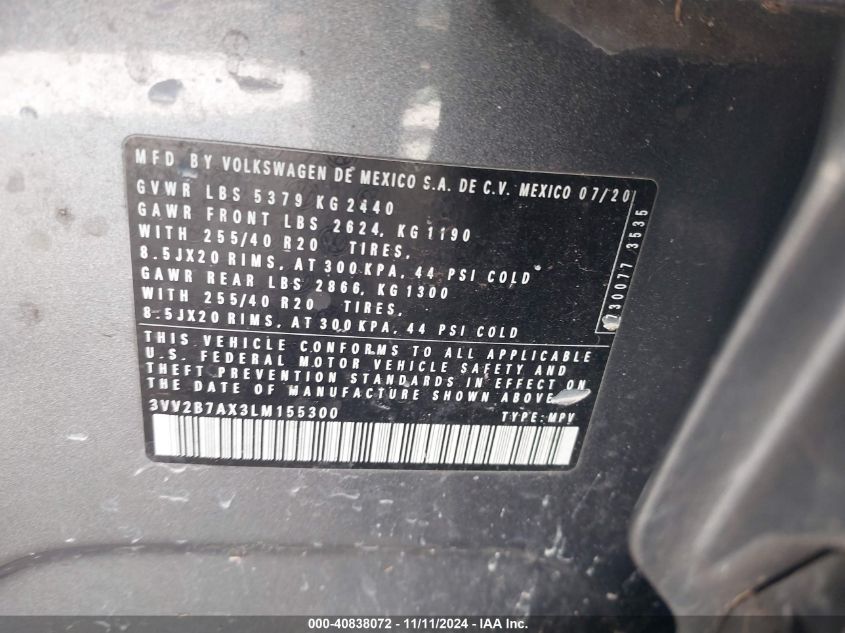 MFD BY VOLKSWAGEN DE MEXICO S.A. DE C.V. MEXICO 07/20
GVWR LBS 5379 KG 2440
GAWR FRONT LBS 2624, KG 1190
WITH 255/40 R20 TIRES,
8.5JX20 RIMS, AT 300 KPA, 44 PSI COLD
GAWR REAR LBS 2866, KG 1300
WITH 255/40 R20 TIRES,
8.5JX20 RIMS, AT 300 KPA, 44 PSI COLD
THIS VEHICLE CONFORMS TO ALL APPLICABLE
U.S. FEDERAL MOTOR VEHICLE SAFETY AND
THEFT PREVENTION STANDARDS IN EFFECT ON
THE DATE OF MANUFACTURE SHOWN ABOVE
3VV2B7AX3LM155300 TYPE: MPV
3535
000-40838072 - 11/11/2024 - IAA Inc.